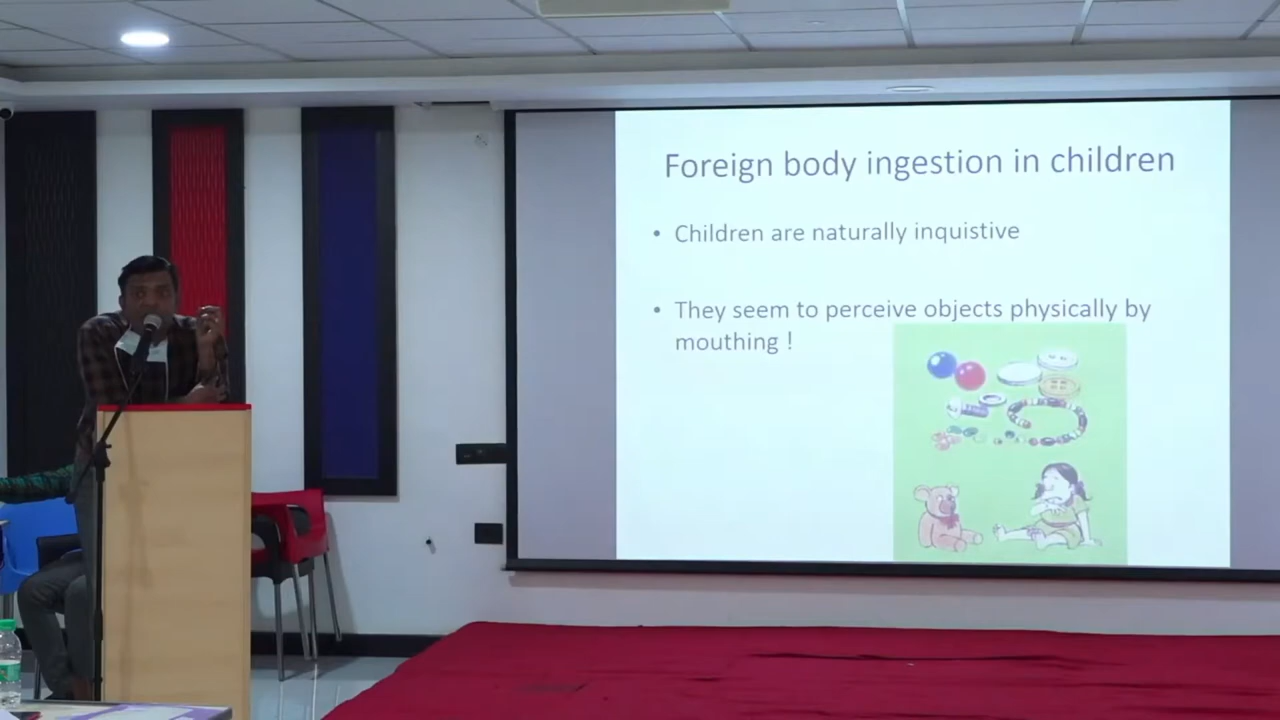 Foreign body ingestion in children
• Children are naturally inquistive
• They seem to perceive objects physically by
mouthing !